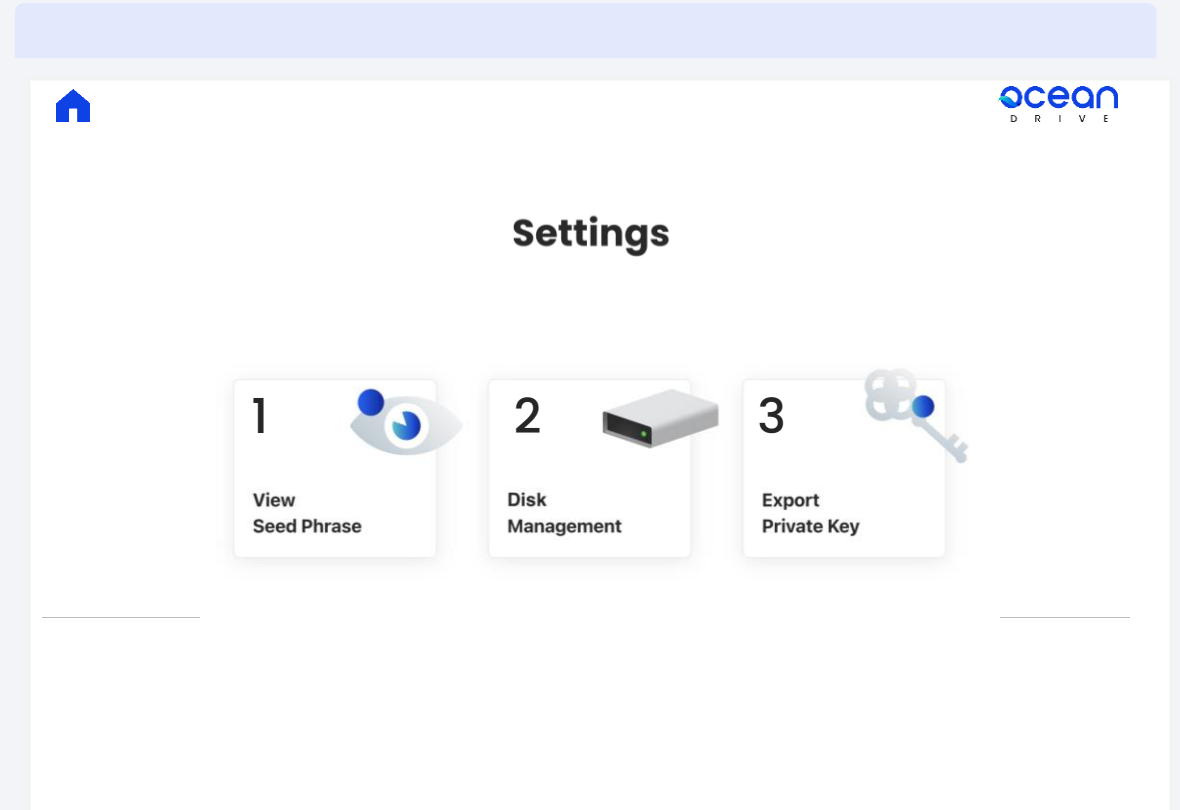 ocean
DRIVE
Settings
1
2
3
View
Seed Phrase
Disk
Management
Export
Private Key